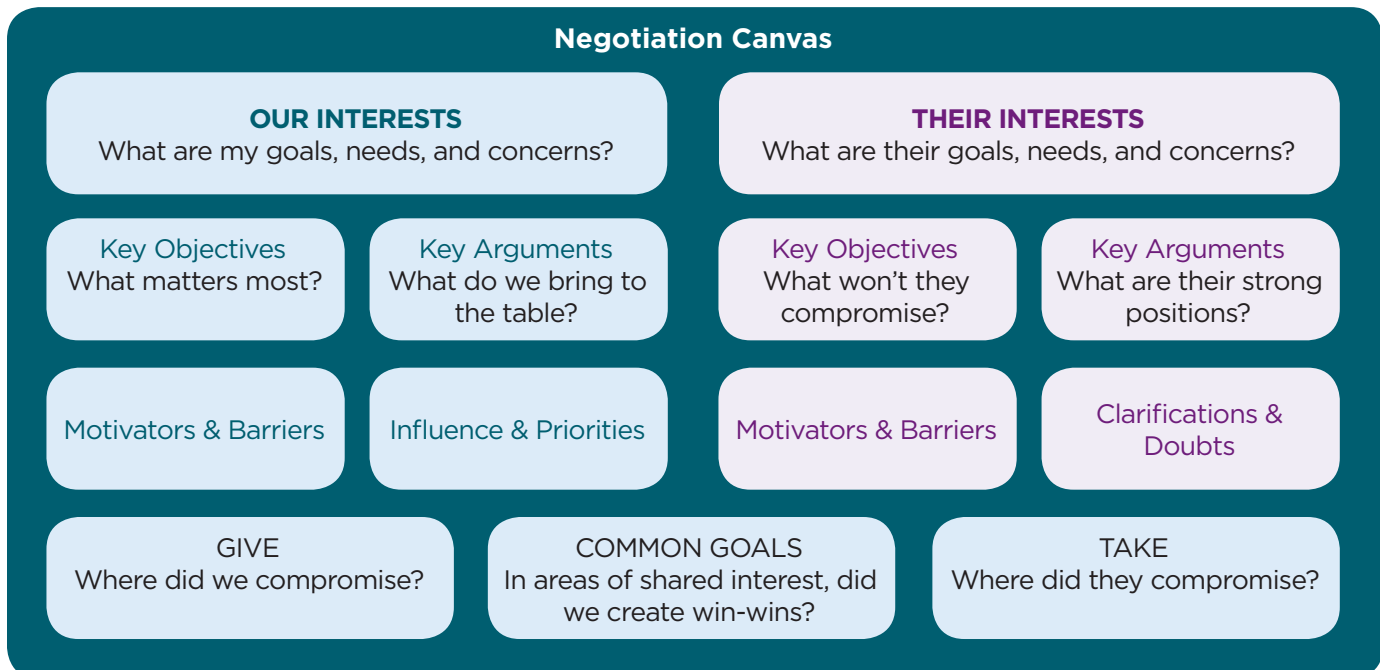 Negotiation Canvas
OUR INTERESTS
What are my goals, needs, and concerns?
THEIR INTERESTS
What are their goals, needs, and concerns?
Key Objectives
What matters most?
Key Arguments
What do we bring to
the table?
Key Objectives
What won’t they
compromise?
Key Arguments
What are their strong
positions?
Motivators & Barriers
Influence & Priorities
Motivators & Barriers
Clarifications &
Doubts
GIVE
Where did we compromise?
COMMON GOALS
In areas of shared interest, did
we create win-wins?
TAKE
Where did they compromise?